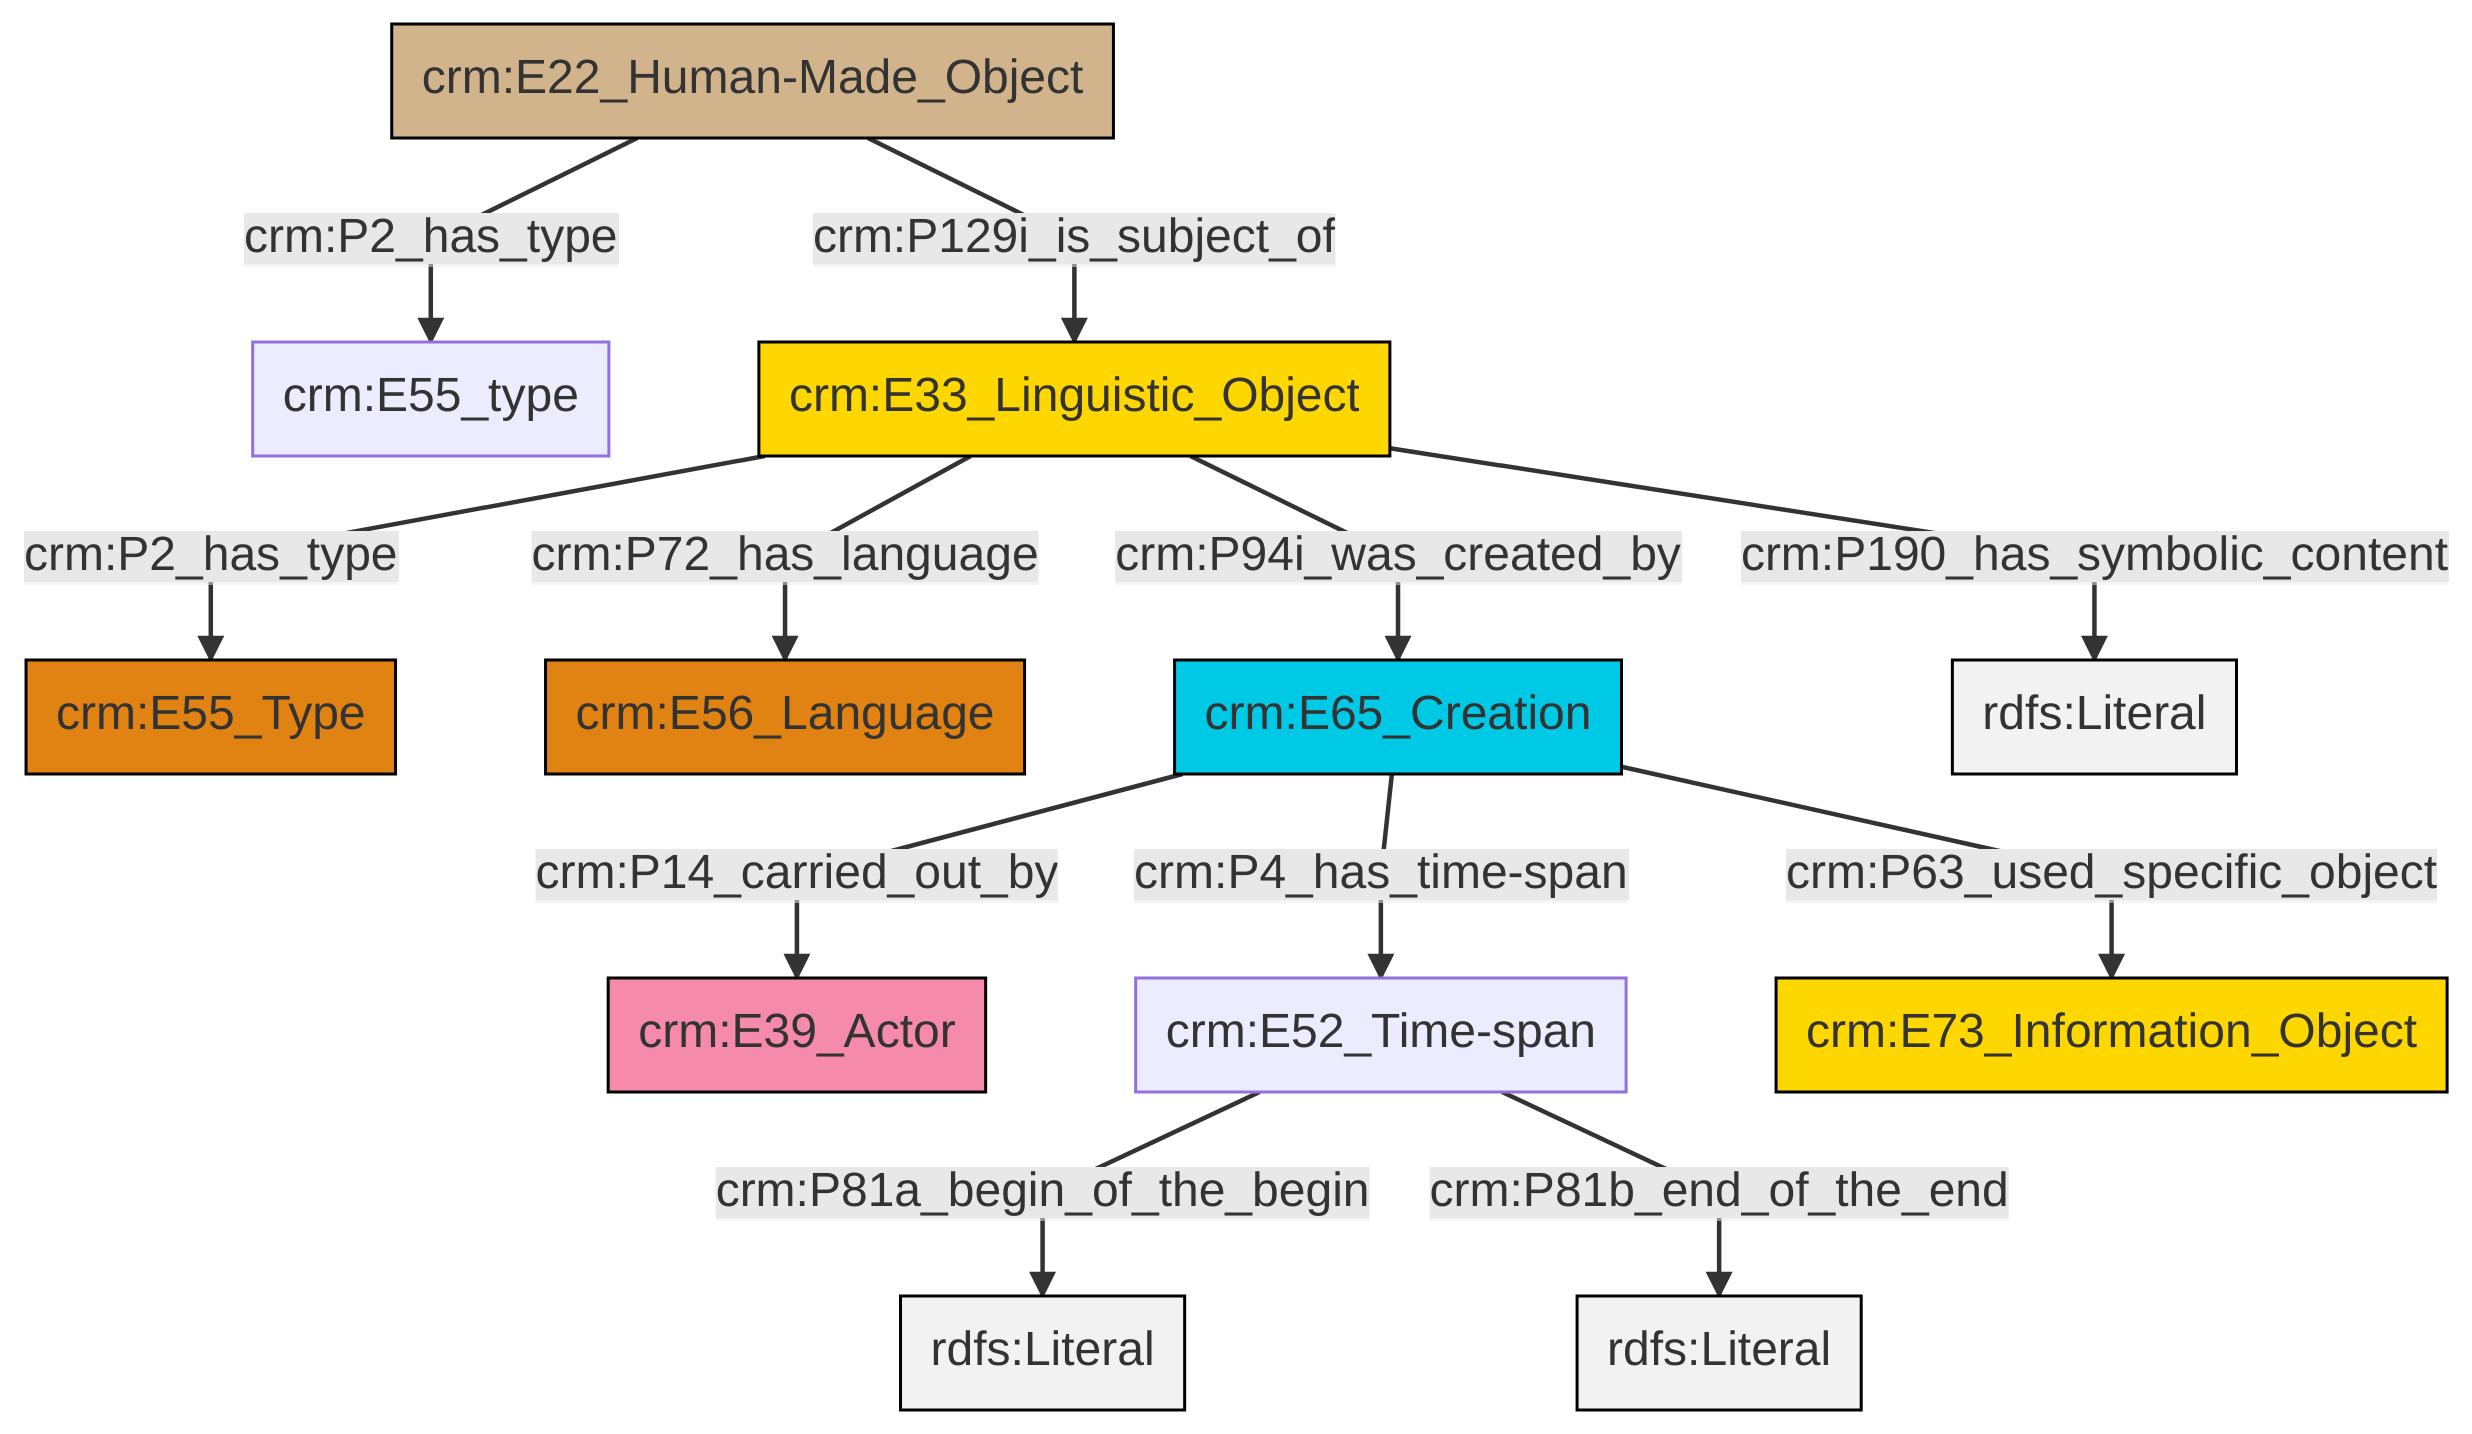 crm:E22_Human-Made_Object
crm:P2_has_type
crm:P129i_is_subject_of
crm:E55_type
crm:E33_Linguistic_Object
crm:P2_has_type
crm:P72_has_language
crm:P94i_was_created_by
crm:P190_has_symbolic_content
crm:E55_Type
crm:E56_Language
crm:E65_Creation
rdfs:Literal
crm:P14_carried_out_by
crm:P4_has_time-span
crm:P63_used_specific_object
crm:E39_Actor
crm:E52_Time-span
crm:E73_Information_Object
crm:P81a_begin_of_the_begin
crm:P81b_end_of_the_end
rdfs:Literal
rdfs:Literal